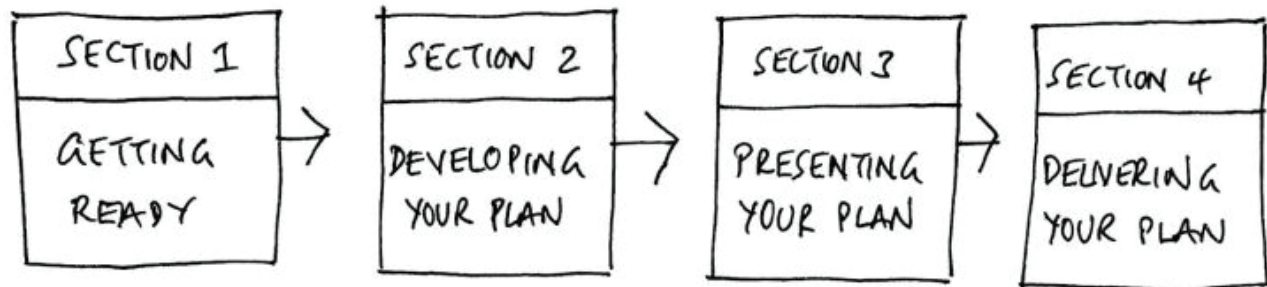 SECTION 1
GETTING
READY
SECTION 2
DEVELOPING
YOUR PLAN
SECTION 3
PRESENTING
YOUR PLAN
SECTION 4
DELIVERING
YOUR PLAN